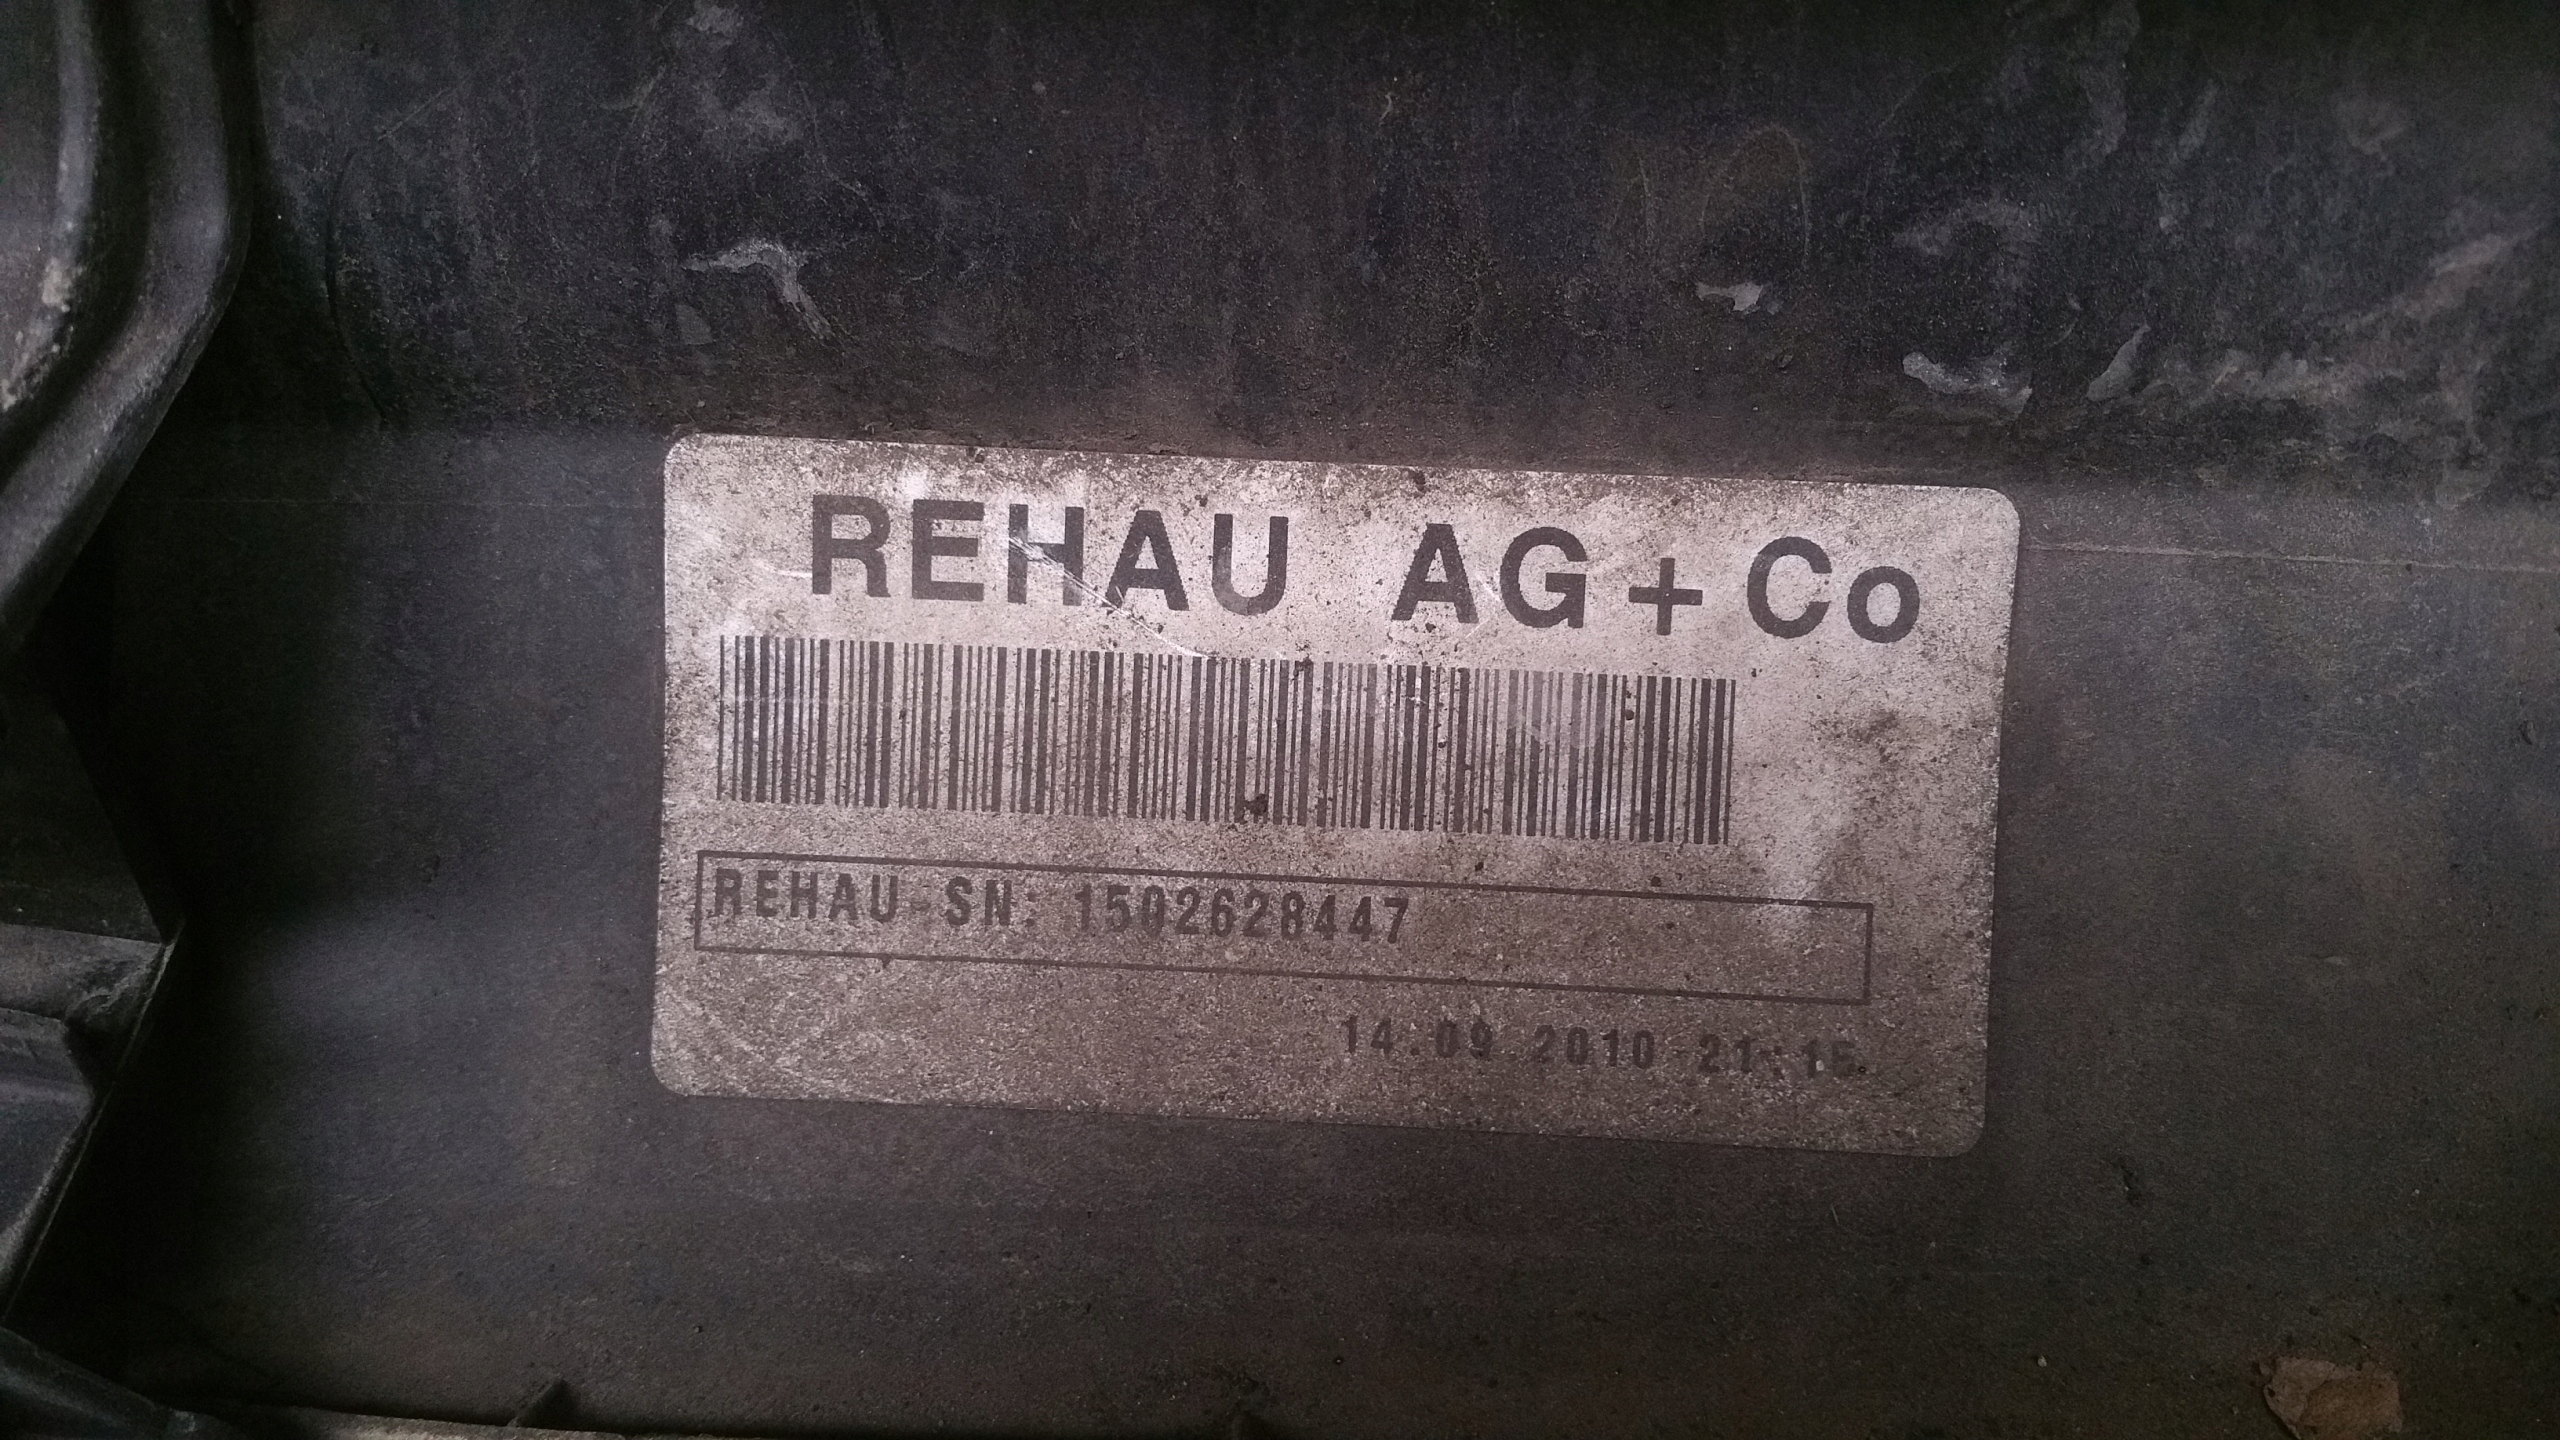 REHAU AG + Co
REHAU-SN: 1502628447
14.09.2010 21:15